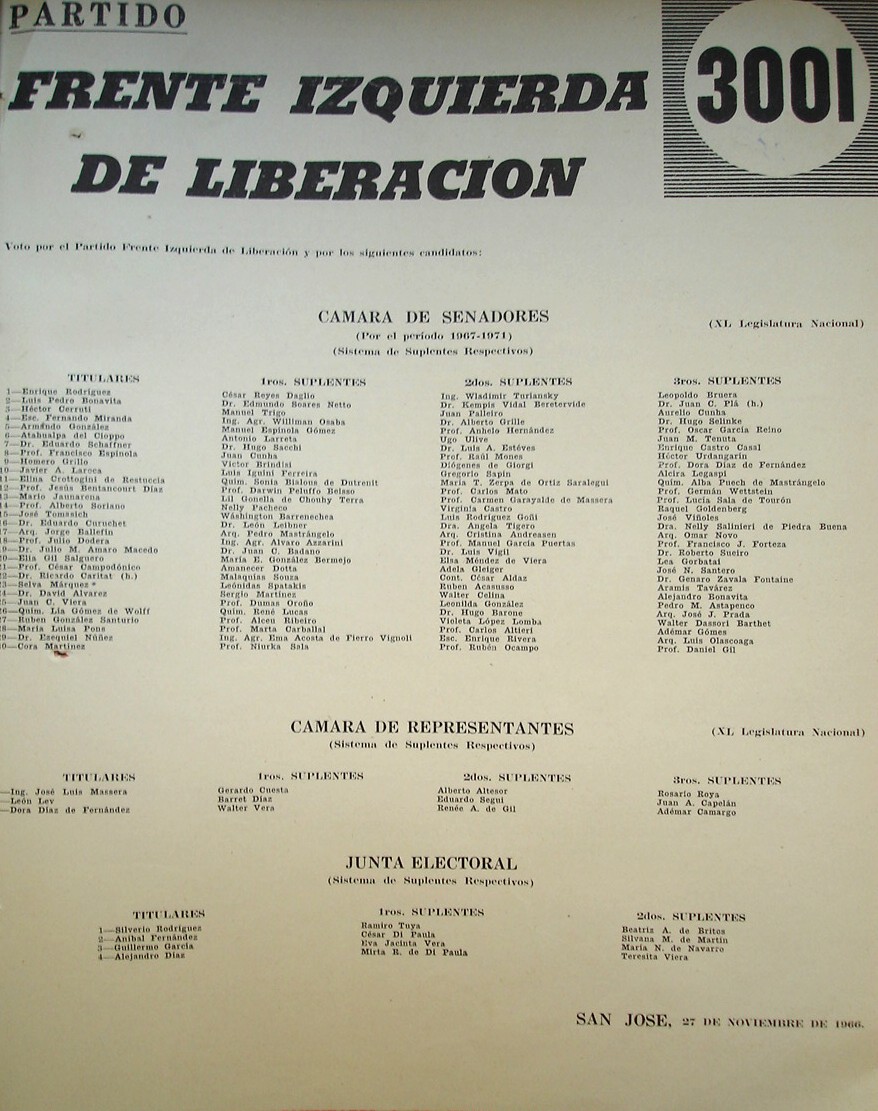 PARTIDO
FRENTE IZQUIERDA
DE LIBERACION
3001
Voto por el Partido Frente Izquierda de Liberación y por los siguientes candidatos:
CAMARA DE SENADORES
(Por el período 1967-1971)
(Sistema de Suplentes Respectivos)
(XL Legislatura Nacional)
TITULARES
1—Enrique Rodríguez
2—Luis Pedro Bonavita
3—Héctor Cerruti
4—Esc. Fernando Miranda
5—Armando González
6—Atahualpa del Cioppo
7—Dr. Eduardo Schaffner
8—Prof. Francisco Espínola
9—Homero Grillo
10—Javier A. Laroca
11—Elina Crottogini de Restuccia
12—Prof. Jesús Bentancourt Díaz
13—Mario Jaunarena
14—Prof. Alberto Soriano
15—José Tomasich
16—Dr. Eduardo Curuchet
17—Arq. Jorge Ballefin
18—Prof. Julio Dodera
19—Dr. Julio M. Amaro Macedo
20—Elía Gil Salguero
21—Prof. César Campodónico
22—Dr. Ricardo Caritat (h.)
23—Selva Márquez
24—Dr. David Alvarez
25—Juan C. Viera
26—Quim. Lía Gómes de Wolff
27—Ruben González Santurio
28—María Luisa Pons
29—Dr. Ezequiel Núñez
30—Cora Martínez
1ros. SUPLENTES
César Reyes Daglio
Dr. Edmundo Soares Netto
Manuel Trigo
Ing. Agr. Williman Osaba
Manuel Espínola Gómez
Antonio Larreta
Dr. Hugo Sacchi
Juan Cunha
Víctor Brindisi
Luis Iguini Ferreira
Quim. Sonia Bialous de Dutrenit
Prof. Darwin Peluffo Beisso
Lil Gonella de Chouhy Terra
Nelly Pacheco
Wáshington Barrenechea
Dr. León Leibner
Arq. Pedro Mastrángelo
Ing. Agr. Alvaro Azzarini
Dr. Juan C. Badano
María E. González Bermejo
Amanecer Dotta
Malaquías Souza
Leónidas Spatakis
Sergio Martínez
Prof. Dumas Oroño
Quim. René Lucas
Prof. Alceu Ribeiro
Prof. Marta Carballal
Ing. Agr. Ema Acosta de Fierro Vignoli
Prof. Niurka Sala
2dos. SUPLENTES
Ing. Wladimir Turiansky
Dr. Kempis Vidal Beretervide
Juan Palleiro
Dr. Alberto Grille
Prof. Anhelo Hernández
Ugo Ulive
Dr. Luis A. Estéves
Prof. Raúl Mones
Diógenes de Giorgi
Gregorio Sapín
María T. Zerpa de Ortiz Saralegui
Prof. Carlos Mato
Prof. Carmen Garayalde de Massera
Virginia Castro
Luis Rodríguez Goñi
Dra. Angela Tigero
Arq. Cristina Andreasen
Prof. Manuel García Puertas
Dr. Luis Vigil
Elsa Méndez de Viera
Adela Gleiger
Cont. César Aldaz
Ruben Acasusso
Walter Celina
Leonilda González
Dr. Hugo Barone
Violeta López Lomba
Prof. Carlos Altieri
Esc. Enrique Rivera
Prof. Rubén Ocampo
3ros. SUPLENTES
Leopoldo Bruera
Dr. Juan C. Plá (h.)
Aurelio Cunha
Dr. Hugo Selinke
Prof. Oscar García Reino
Juan M. Tenuta
Enrique Castro Casal
Héctor Urdangarín
Prof. Dora Díaz de Fernández
Alcira Legaspi
Quim. Alba Puech de Mastrángelo
Prof. Germán Wettstein
Prof. Lucía Sala de Tourón
Raquel Goldenberg
José Viñoles
Dra. Nelly Salinieri de Piedra Buena
Arq. Omar Novo
Prof. Francisco J. Forteza
Dr. Roberto Sueiro
Lea Gorbatal
José N. Santero
Dr. Genaro Zavala Fontaine
Aramís Tavárez
Alejandro Bonavita
Pedro M. Astapenco
Arq. José J. Prada
Walter Dassori Barthet
Adémar Gómes
Arq. Luis Olascoaga
Prof. Daniel Gil
CAMARA DE REPRESENTANTES
(Sistema de Suplentes Respectivos)
(XL Legislatura Nacional)
TITULARES
—Ing. José Luis Massera
—León Lev
—Dora Díaz de Fernández
1ros. SUPLENTES
Gerardo Cuesta
Barret Díaz
Walter Vera
2dos. SUPLENTES
Alberto Altesor
Eduardo Seguí
Renée A. de Gil
3ros. SUPLENTES
Rosario Roya
Juan A. Capelán
Adémar Camargo
JUNTA ELECTORAL
(Sistema de Suplentes Respectivos)
TITULARES
1—Silverio Rodríguez
2—Aníbal Fernández
3—Guillermo García
4—Alejandro Díaz
1ros. SUPLENTES
Ramiro Tuya
César Di Paula
Eva Jacinta Vera
Mirta R. de Di Paula
2dos. SUPLENTES
Beatriz A. de Britos
Silvana M. de Martín
María N. de Navarro
Teresita Viera
SAN JOSE, 27 DE NOVIEMBRE DE 1966.